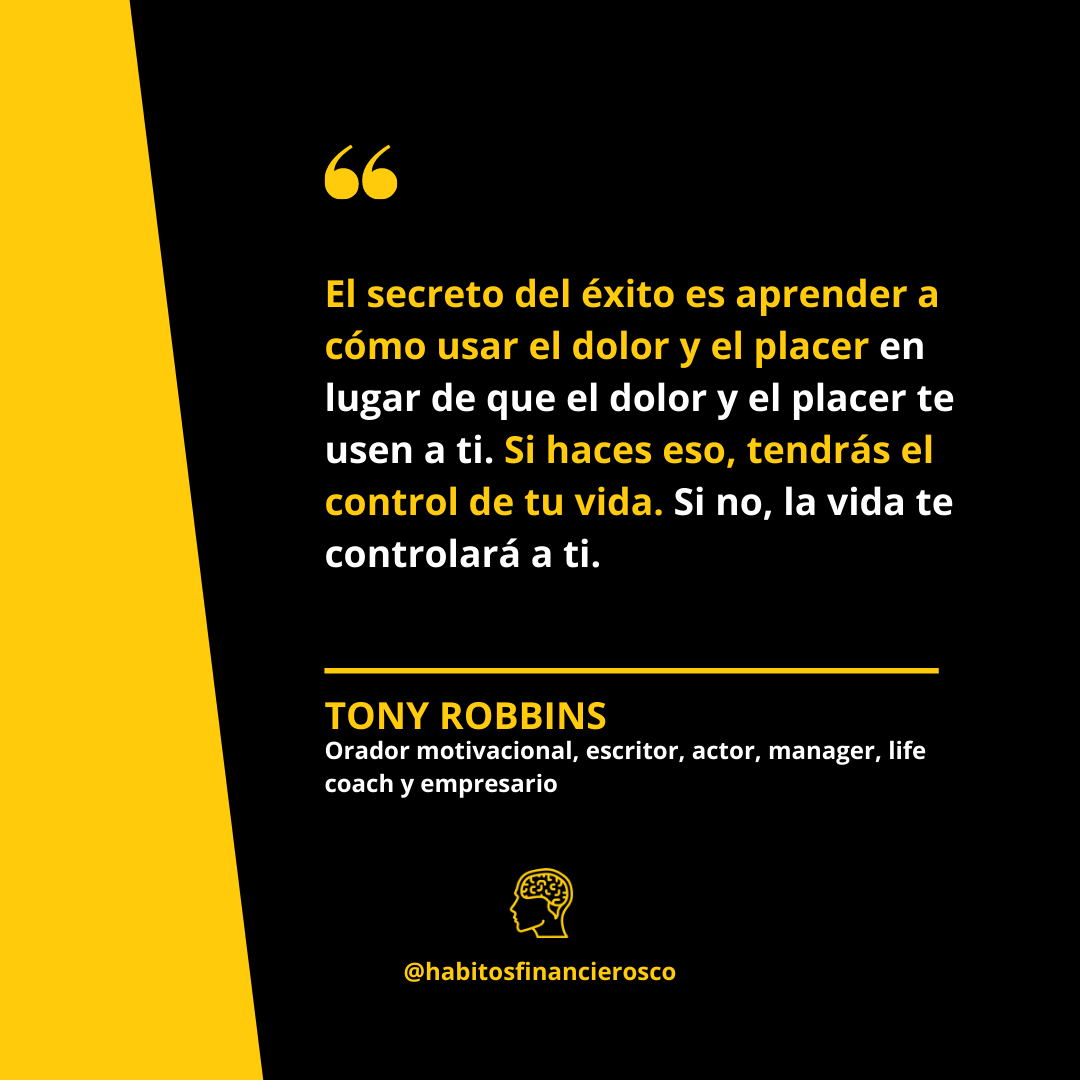 “
El secreto del éxito es aprender a
cómo usar el dolor y el placer en
lugar de que el dolor y el placer te
usen a ti. Si haces eso, tendrás el
control de tu vida. Si no, la vida te
controlará a ti.
TONY ROBBINS
Orador motivacional, escritor, actor, manager, life
coach y empresario
@habitosfinancierosco